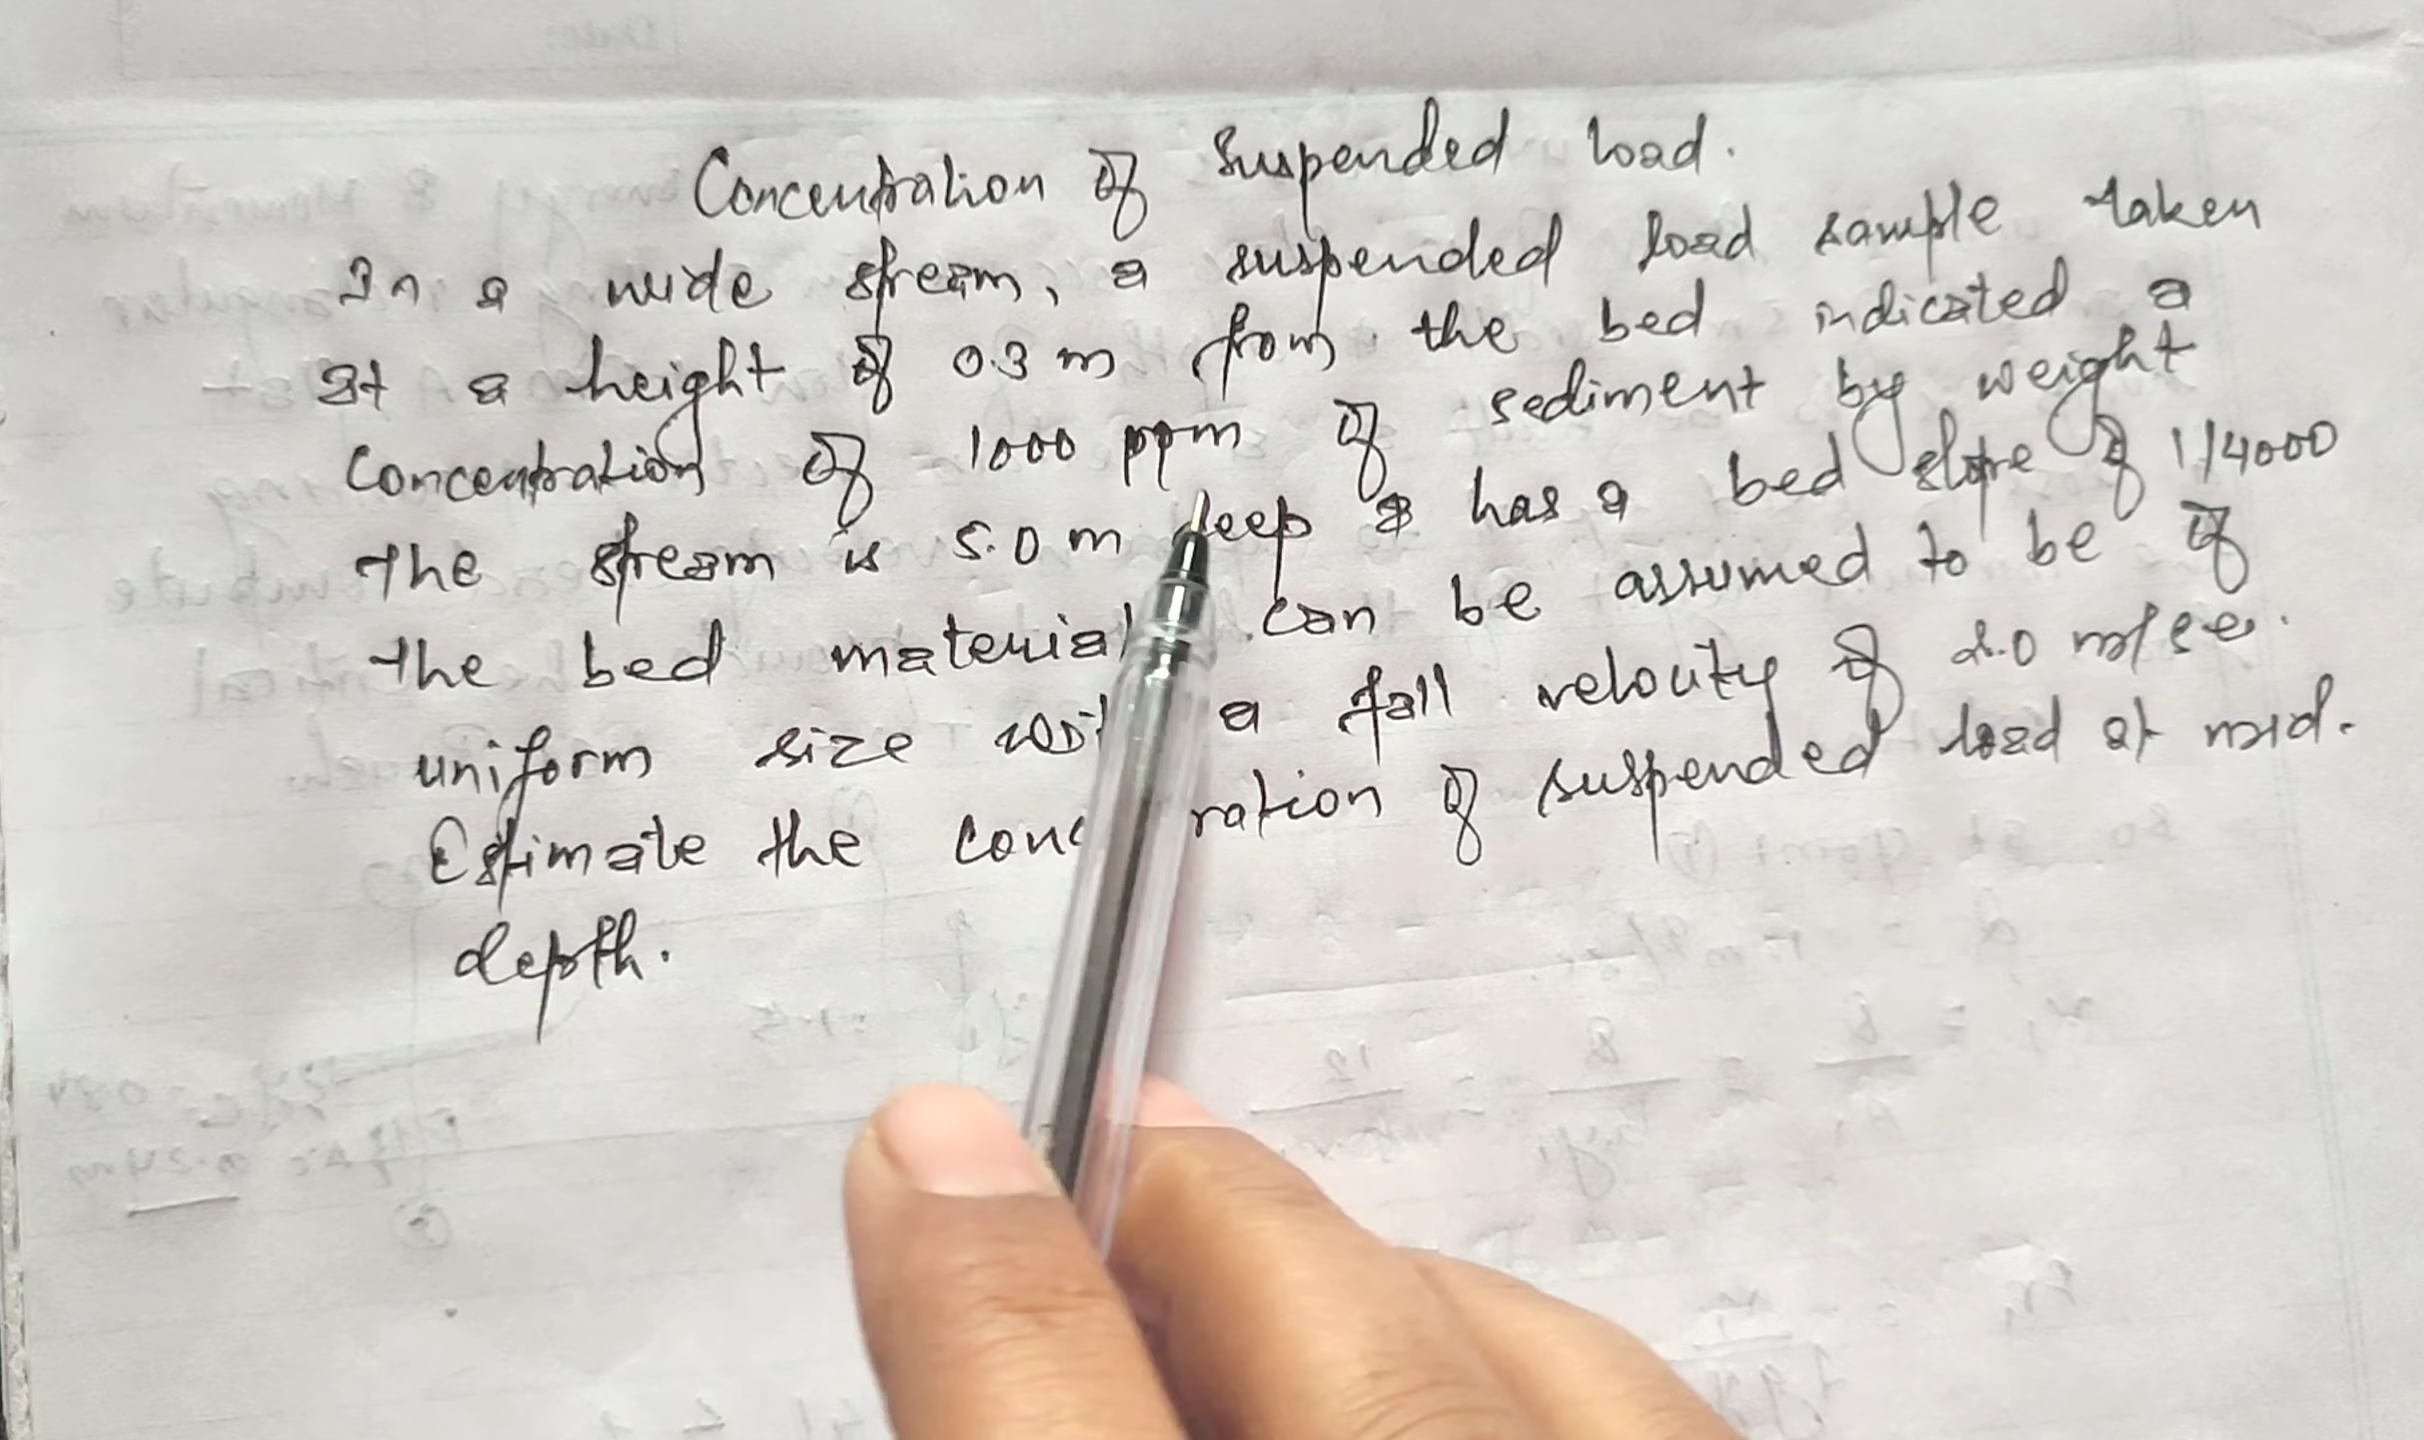 Concentration of Suspended load.
In a wide stream, a suspended load sample taken
at a height of 0.3 m from the bed indicated a
concentration of 1000 ppm of sediment by weight
the stream is 5.0 m deep & has a bed slope of 1/4000
the bed material can be assumed to be of
uniform size with a fall velocity of 2.0 m/sec.
Estimate the conc ration of suspended load at mid.
depth.